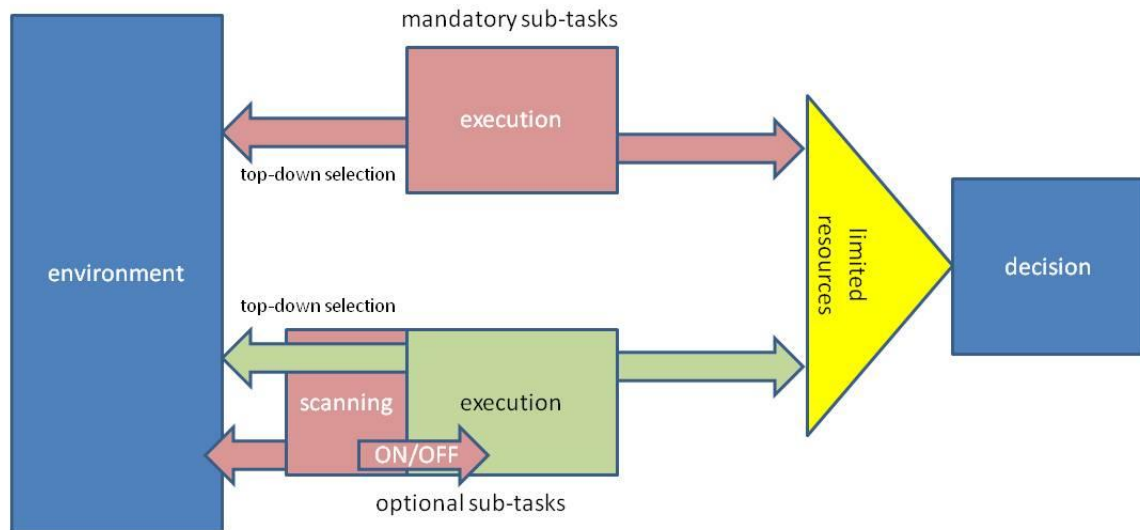 mandatory sub-tasks
execution
top-down selection
environment
limited
resources
decision
top-down selection
scanning
execution
ON/OFF
optional sub-tasks